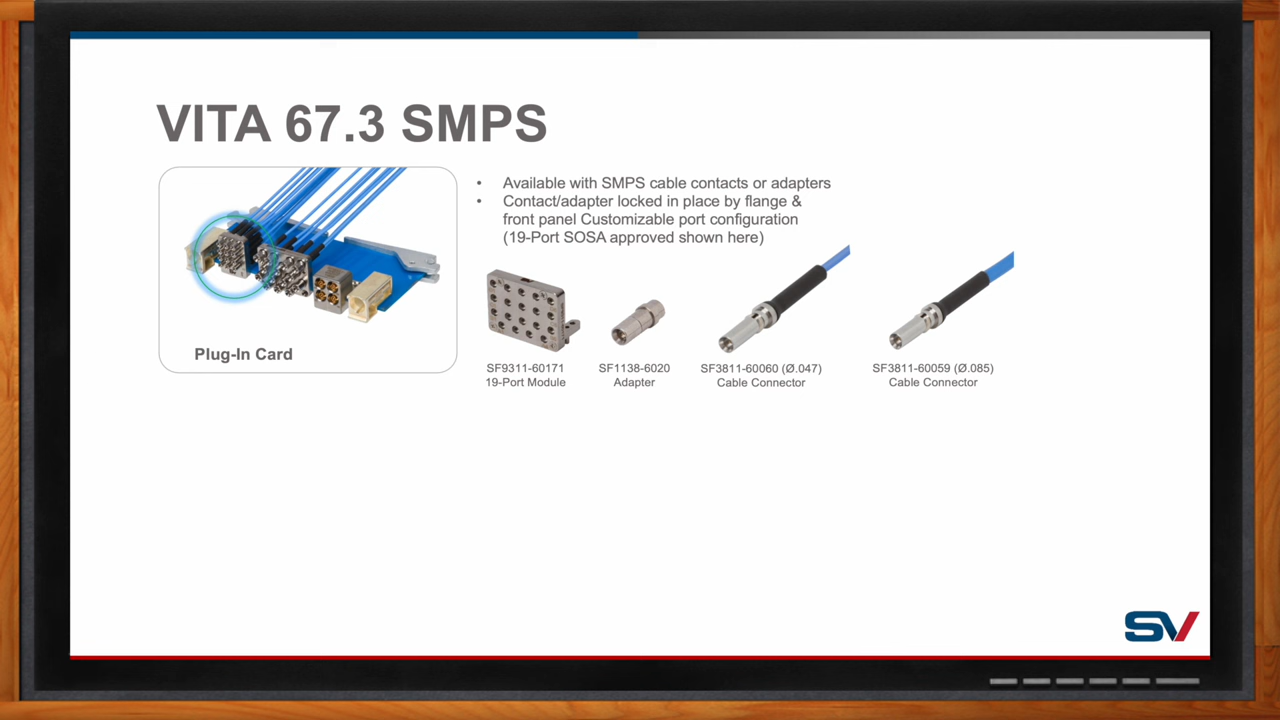 VITA 67.3 SMPS
• Available with SMPS cable contacts or adapters
• Contact/adapter locked in place by flange &
front panel Customizable port configuration
(19-Port SOSA approved shown here)
Plug-In Card
SF9311-60171
19-Port Module
SF1138-6020
Adapter
SF3811-60060 (Ø.047)
Cable Connector
SF3811-60059 (Ø.085)
Cable Connector
SV